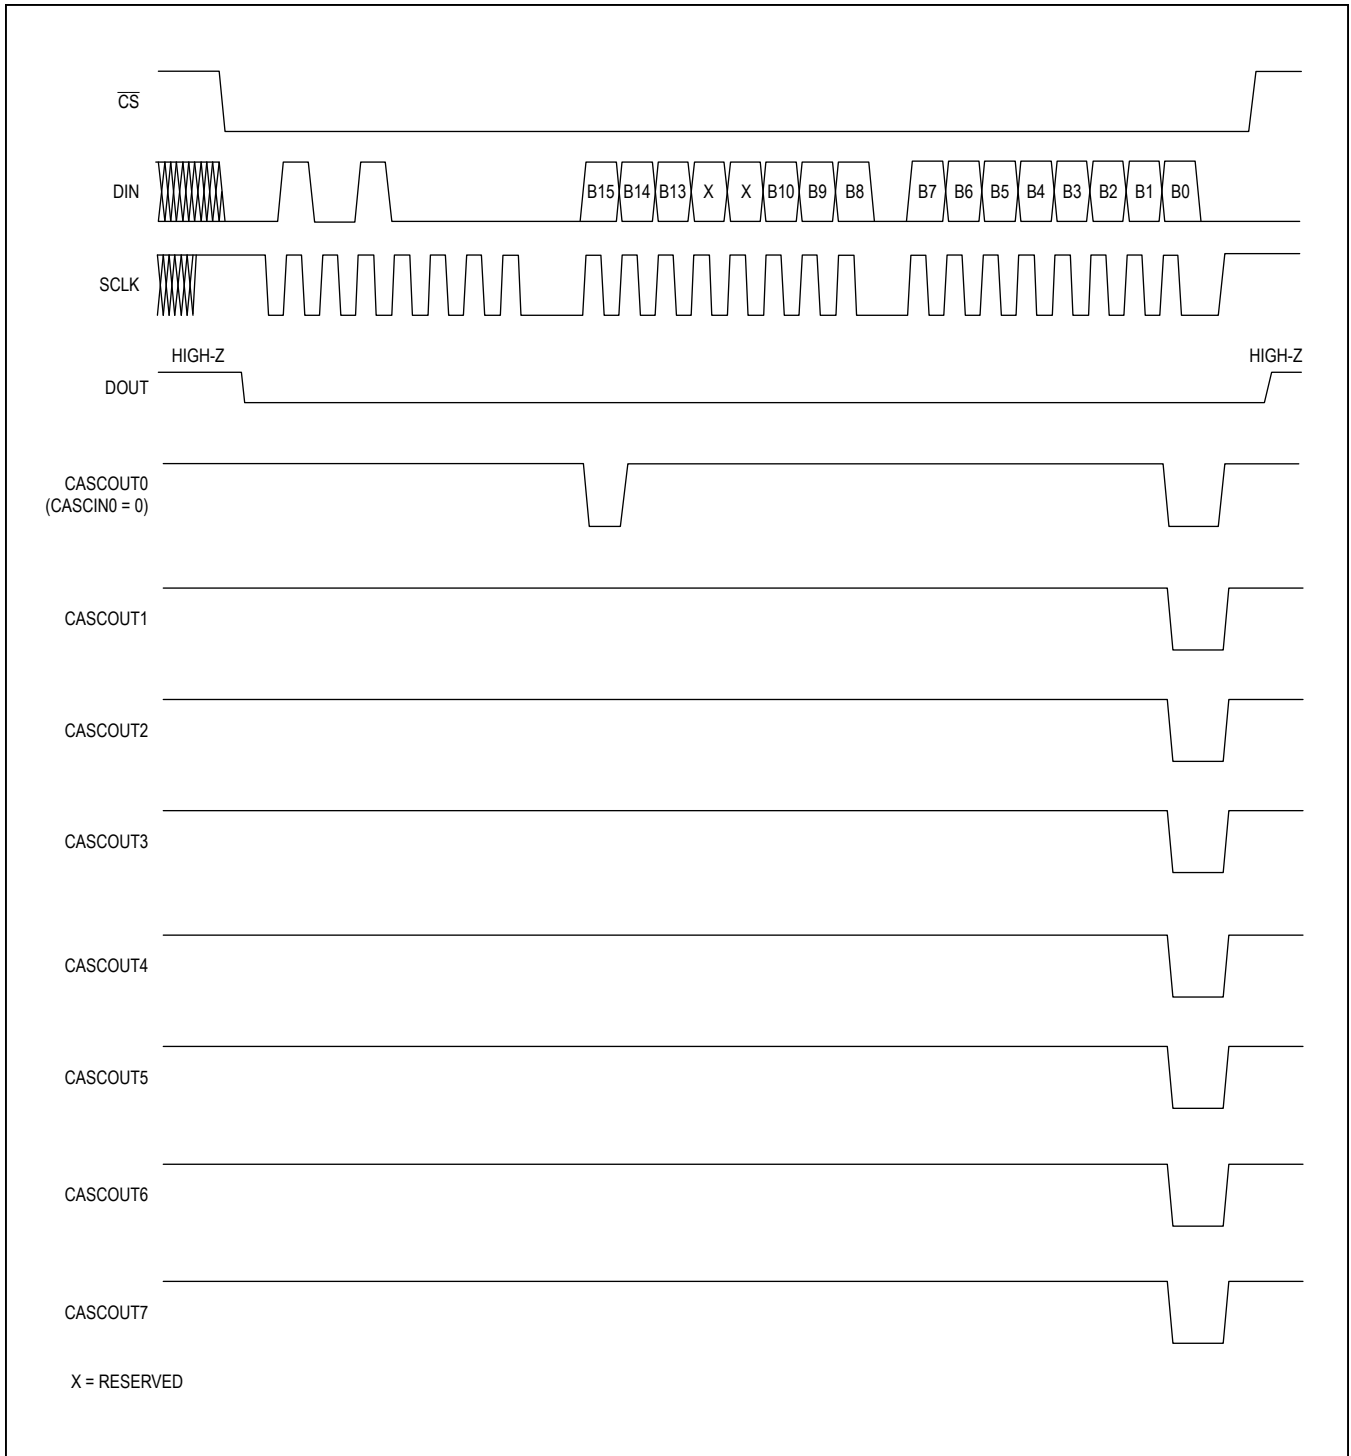 CS
DIN
B15 B14 B13 X X B10 B9 B8 B7 B6 B5 B4 B3 B2 B1 B0
SCLK
HIGH-Z HIGH-Z
DOUT
CASCOUT0
(CASCIN0 = 0)
CASCOUT1
CASCOUT2
CASCOUT3
CASCOUT4
CASCOUT5
CASCOUT6
CASCOUT7
X = RESERVED